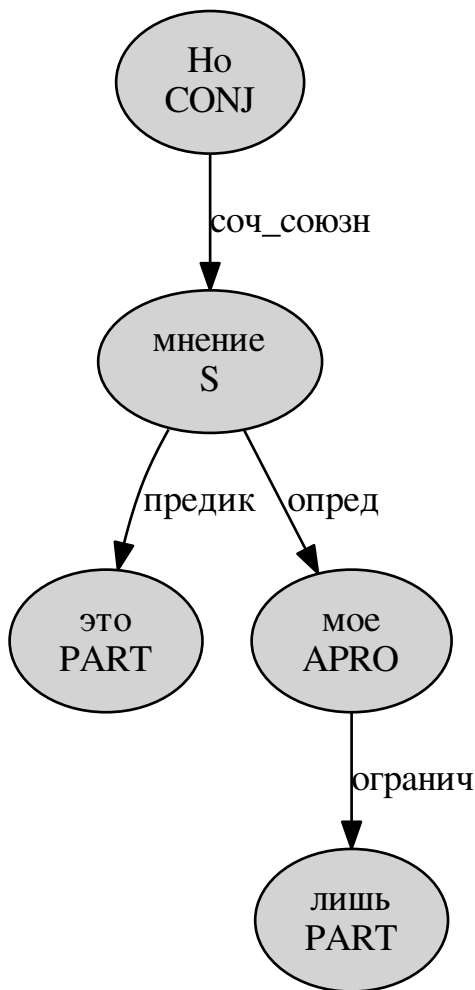 Но
CONJ
соч_союзн
мнение
S
предик
опред
это
PART
мое
APRO
огранич
лишь
PART